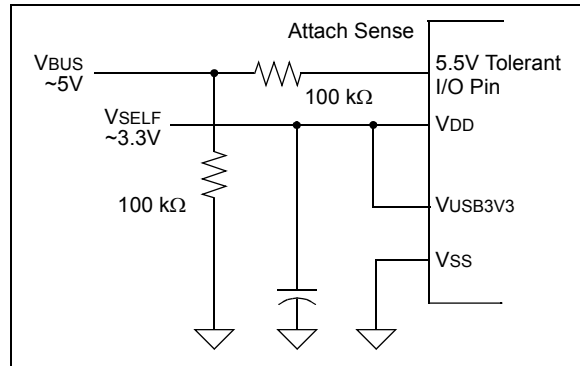 Attach Sense
VBUS
~5V
5.5V Tolerant
I/O Pin
100 kΩ
VSELF
~3.3V
VDD
100 kΩ
VUSB3V3
VSS